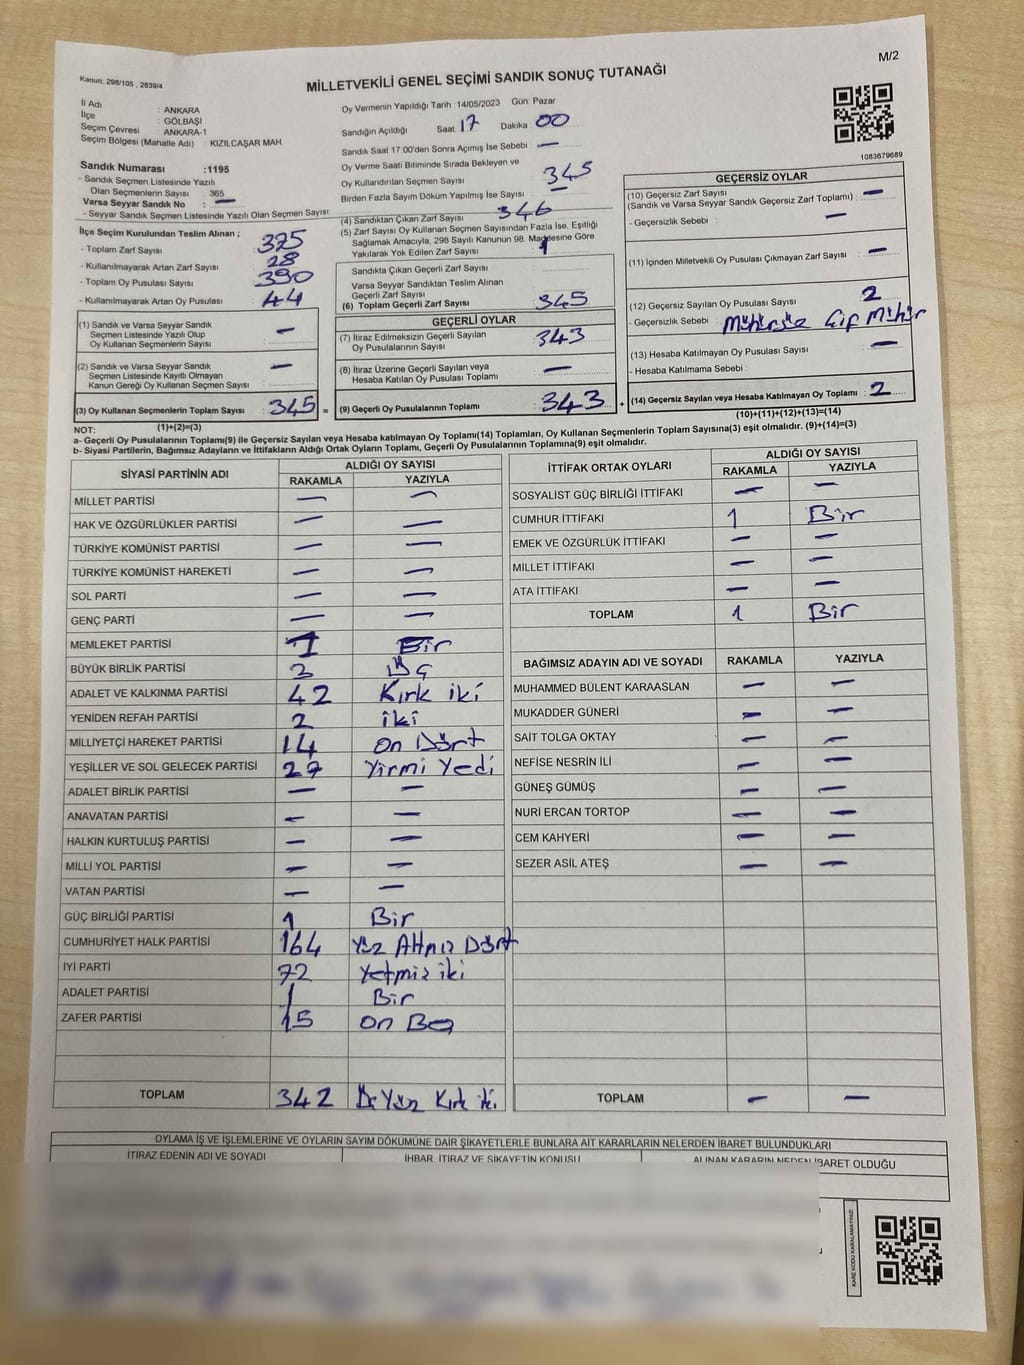 M/2
Kanun: 298/105 , 2839/4
MİLLETVEKİLİ GENEL SEÇİMİ SANDIK SONUÇ TUTANAĞI
İl Adı : ANKARA
İlçe : GÖLBAŞI
Seçim Çevresi : ANKARA-1
Seçim Bölgesi (Mahalle Adı) : KIZILCAŞAR MAH.
Sandık Numarası :1195
- Sandık Seçmen Listesinde Yazılı
Olan Seçmenlerin Sayısı 365
Varsa Seyyar Sandık No : —
- Seyyar Sandık Seçmen Listesinde Yazılı Olan Seçmen Sayısı
İlçe Seçim Kurulundan Teslim Alınan ;
- Toplam Zarf Sayısı : 375
- Kullanılmayarak Artan Zarf Sayısı : 28
- Toplam Oy Pusulası : 390
- Kullanılmayarak Artan Oy Pusulası : 44
(1) Sandık ve Varsa Seyyar Sandık
Seçmen Listesinde Yazılı Olup
Oy Kullanan Seçmenlerin Sayısı : —
(2) Sandık ve Varsa Seyyar Sandık
Seçmen Listesinde Kayıtlı Olmayan
Kanun Gereği Oy Kullanan Seçmen Sayısı : —
(3) Oy Kullanan Seçmenlerin Toplam Sayısı : 345 =
(1)+(2)=(3)
Oy Vermenin Yapıldığı Tarih :14/05/2023 Gün: Pazar
Sandığın Açıldığı Saat 17 Dakika 00
Sandık Saat 17:00'den Sonra Açımış İse Sebebi : —
Oy Verme Saati Bitiminde Sırada Bekleyen ve
Oy Kullandırılan Seçmen Sayısı : 345
Birden Fazla Sayım Döküm Yapılmış İse Sayısı : —
(4) Sandıktan Çıkan Zarf Sayısı : 346
(5) Zarf Sayısı Oy Kullanan Seçmen Sayısından Fazla İse, Eşitliği
Sağlamak Amacıyla, 298 Sayılı Kanunun 98. Maddesine Göre
Yakılarak Yok Edilen Zarf Sayısı : 1
Sandıkta Çıkan Geçerli Zarf Sayısı :
Varsa Seyyar Sandıktan Teslim Alınan
Geçerli Zarf Sayısı :
(6) Toplam Geçerli Zarf Sayısı : 345
GEÇERLİ OYLAR
(7) İtiraz Edilmeksizin Geçerli Sayılan
Oy Pusulalarının Sayısı : 343
(8) İtiraz Üzerine Geçerli Sayılan veya
Hesaba Katılan Oy Pusulası Toplamı : —
(9) Geçerli Oy Pusulalarının Toplamı : 343 +
1083679689
GEÇERSİZ OYLAR
(10) Geçersiz Zarf Sayısı : —
(Sandık ve Varsa Seyyar Sandık Geçersiz Zarf Toplamı)
- Geçersizlik Sebebi : —
(11) İçinden Milletvekili Oy Pusulası Çıkmayan Zarf Sayısı : —
(12) Geçersiz Sayılan Oy Pusulası Sayısı : 2
- Geçersizlik Sebebi : Mühürsüz Çif Mühür
(13) Hesaba Katılmayan Oy Pusulası Sayısı : —
- Hesaba Katılmama Sebebi :
(14) Geçersiz Sayılan veya Hesaba Katılmayan Oy Toplamı : 2
(10)+(11)+(12)+(13)=(14)
NOT:
a- Geçerli Oy Pusulalarının Toplamı(9) ile Geçersiz Sayılan veya Hesaba katılmayan Oy Toplamı(14) Toplamları, Oy Kullanan Seçmenlerin Toplam Sayısına(3) eşit olmalıdır. (9)+(14)=(3)
b- Siyasi Partilerin, Bağımsız Adayların ve İttifakların Aldığı Ortak Oyların Toplamı, Geçerli Oy Pusulalarının Toplamına(9) eşit olmalıdır.
SİYASİ PARTİNİN ADI ALDIĞI OY SAYISI
RAKAMLA YAZIYLA
MİLLET PARTİSİ — —
HAK VE ÖZGÜRLÜKLER PARTİSİ — —
TÜRKİYE KOMÜNİST PARTİSİ — —
TÜRKİYE KOMÜNİST HAREKETİ — —
SOL PARTİ — —
GENÇ PARTİ — —
MEMLEKET PARTİSİ 1 Bir
BÜYÜK BİRLİK PARTİSİ 3 Üç
ADALET VE KALKINMA PARTİSİ 42 Kırk iki
YENİDEN REFAH PARTİSİ 2 iki
MİLLİYETÇİ HAREKET PARTİSİ 14 on Dört
YEŞİLLER VE SOL GELECEK PARTİSİ 27 Yirmi Yedi
ADALET BİRLİK PARTİSİ — —
ANAVATAN PARTİSİ — —
HALKIN KURTULUŞ PARTİSİ — —
MİLLİ YOL PARTİSİ — —
VATAN PARTİSİ — —
GÜÇ BİRLİĞİ PARTİSİ 1 Bir
CUMHURİYET HALK PARTİSİ 164 Yüz Altmış Dört
İYİ PARTİ 72 Yetmiş iki
ADALET PARTİSİ 1 Bir
ZAFER PARTİSİ 15 on Beş
TOPLAM 342 Üç Yüz Kırk iki
İTTİFAK ORTAK OYLARI ALDIĞI OY SAYISI
RAKAMLA YAZIYLA
SOSYALİST GÜÇ BİRLİĞİ İTTİFAKI — —
CUMHUR İTTİFAKI 1 Bir
EMEK VE ÖZGÜRLÜK İTTİFAKI — —
MİLLET İTTİFAKI — —
ATA İTTİFAKI — —
TOPLAM 1 Bir
BAĞIMSIZ ADAYIN ADI VE SOYADI RAKAMLA YAZIYLA
MUHAMMED BÜLENT KARAASLAN — —
MUKADDER GÜNERİ — —
SAİT TOLGA OKTAY — —
NEFİSE NESRİN İLİ — —
GÜNEŞ GÜMÜŞ — —
NURİ ERCAN TORTOP — —
CEM KAHYERİ — —
SEZER ASİL ATEŞ — —
TOPLAM — —
OYLAMA İŞ VE İŞLEMLERİNE VE OYLARIN SAYIM DÖKÜMÜNE DAİR ŞİKAYETLERLE BUNLARA AİT KARARLARIN NELERDEN İBARET BULUNDUKLARI
İTİRAZ EDENİN ADI VE SOYADI İHBAR, İTİRAZ VE ŞİKAYETİN KONUSU ALINAN KARARIN NEDEN İBARET OLDUĞU
KARE KODU KARALAMAYINIZ!